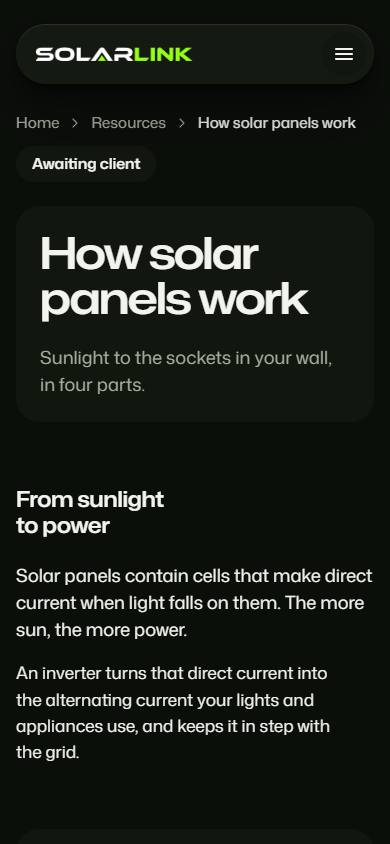 SOLARLINK
Home > Resources > How solar panels work
Awaiting client
How solar
panels work
Sunlight to the sockets in your wall,
in four parts.
From sunlight
to power
Solar panels contain cells that make direct
current when light falls on them. The more
sun, the more power.
An inverter turns that direct current into
the alternating current your lights and
appliances use, and keeps it in step with
the grid.